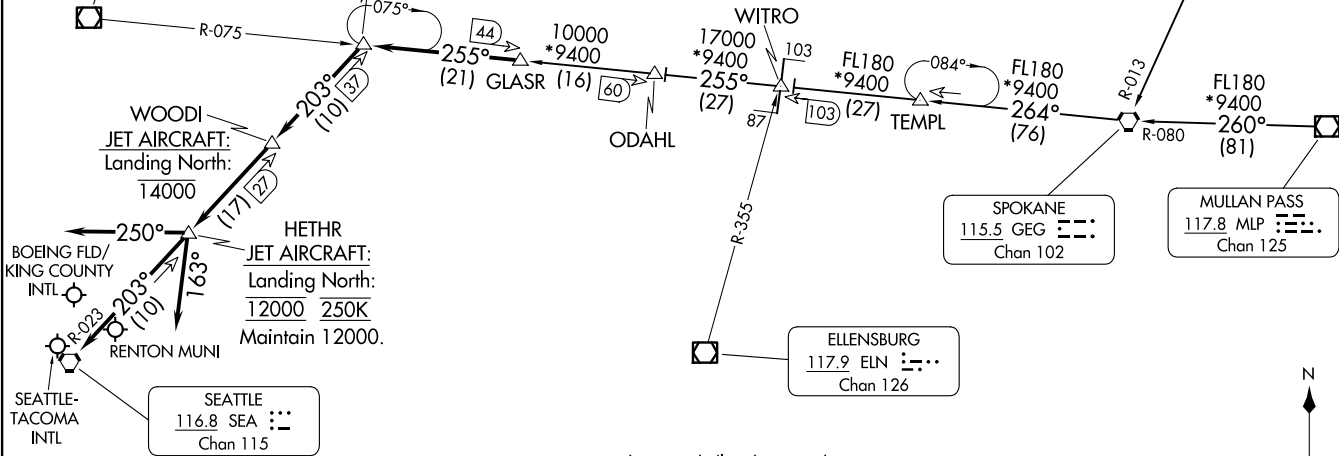 R-075
075°
255°
(21)
44
GLASR
10000
*9400
(16)
60
ODAHL
17000
*9400
255°
(27)
WITRO
103
87
103
FL180
*9400
(27)
084°
TEMPL
FL180
*9400
264°
(76)
R-013
R-080
FL180
*9400
260°
(81)
203°
(10)
37
WOODI
JET AIRCRAFT:
Landing North:
14000
(17)
27
250°
HETHR
JET AIRCRAFT:
Landing North:
12000 250K
Maintain 12000.
163°
203°
(10)
R-023
BOEING FLD/
KING COUNTY
INTL
RENTON MUNI
SEATTLE-
TACOMA
INTL
SEATTLE
116.8 SEA
Chan 115
R-355
ELLENSBURG
117.9 ELN
Chan 126
SPOKANE
115.5 GEG
Chan 102
MULLAN PASS
117.8 MLP
Chan 125
N